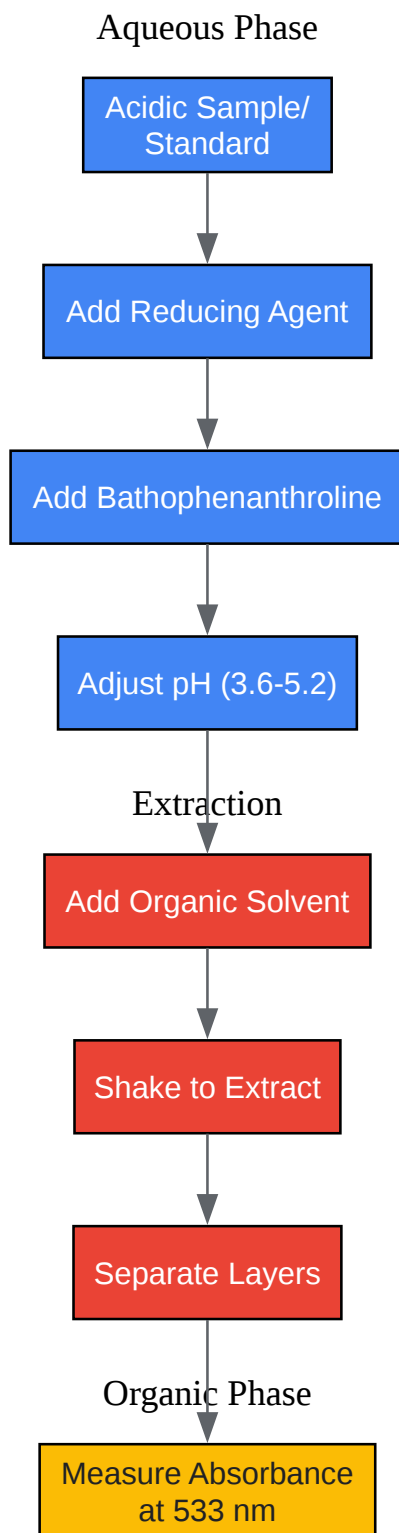 Aqueous Phase
Acidic Sample/
Standard
Add Reducing Agent
Add Bathophenanthroline
Adjust pH (3.6-5.2)
Extraction
Add Organic Solvent
Shake to Extract
Separate Layers
Organic Phase
Measure Absorbance
at 533 nm